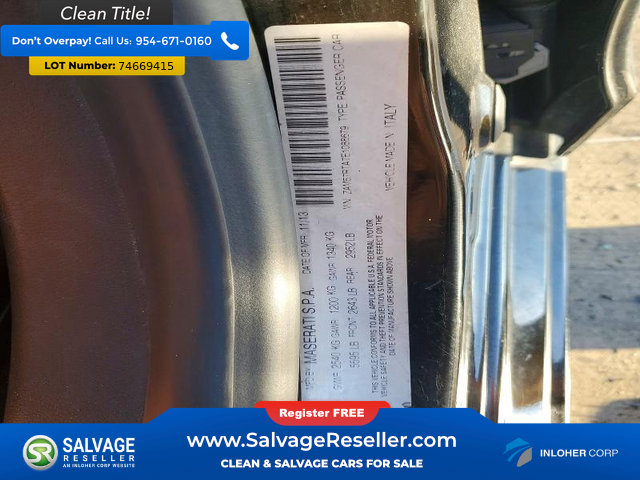 Clean Title!
Don't Overpay! Call Us: 954-671-0160
LOT Number: 74669415
MFD BY: MASERATI S.P.A. DATE OF MFR: 11/13
GVWR: 2540 KG GAWR: 1200 KG GAWR: 1340 KG
5595 LB FRONT 2643 LB REAR 2952 LB
THIS VEHICLE CONFORMS TO ALL APPLICABLE U.S.A. FEDERAL MOTOR
VEHICLE SAFETY AND THEFT PREVENTION STANDARDS IN EFFECT ON THE
DATE OF MANUFACTURE SHOWN ABOVE.
TYPE: PASSENGER CAR
VEHICLE MADE IN ITALY
Register FREE
SALVAGE
RESELLER
AN INLOHER CORP WEBSITE
www.SalvageReseller.com
CLEAN & SALVAGE CARS FOR SALE
INLOHER CORP